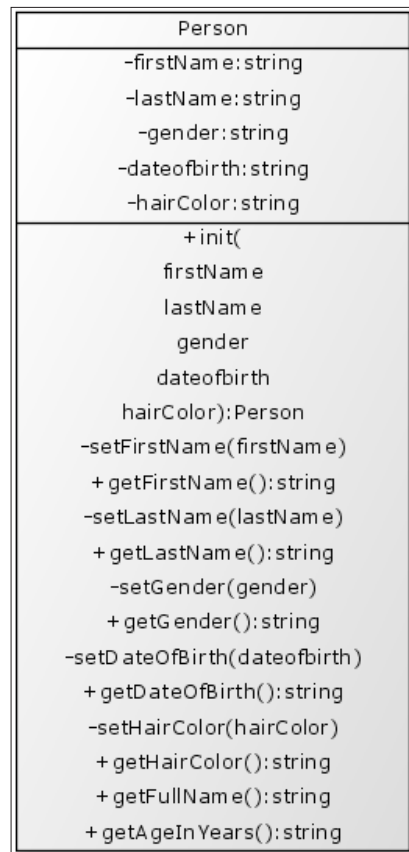 Person
-firstName:string
-lastName:string
-gender:string
-dateofbirth:string
-hairColor:string
+init(
firstName
lastName
gender
dateofbirth
hairColor):Person
-setFirstName(firstName)
+getFirstName():string
-setLastName(lastName)
+getLastName():string
-setGender(gender)
+getGender():string
-setDateOfBirth(dateofbirth)
+getDateOfBirth():string
-setHairColor(hairColor)
+getHairColor():string
+getFullName():string
+getAgeInYears():string